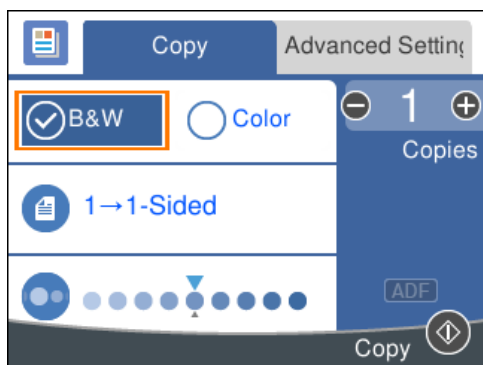 Copy
Advanced Setting
B&W
Color
1
Copies
1→1-Sided
ADF
Copy